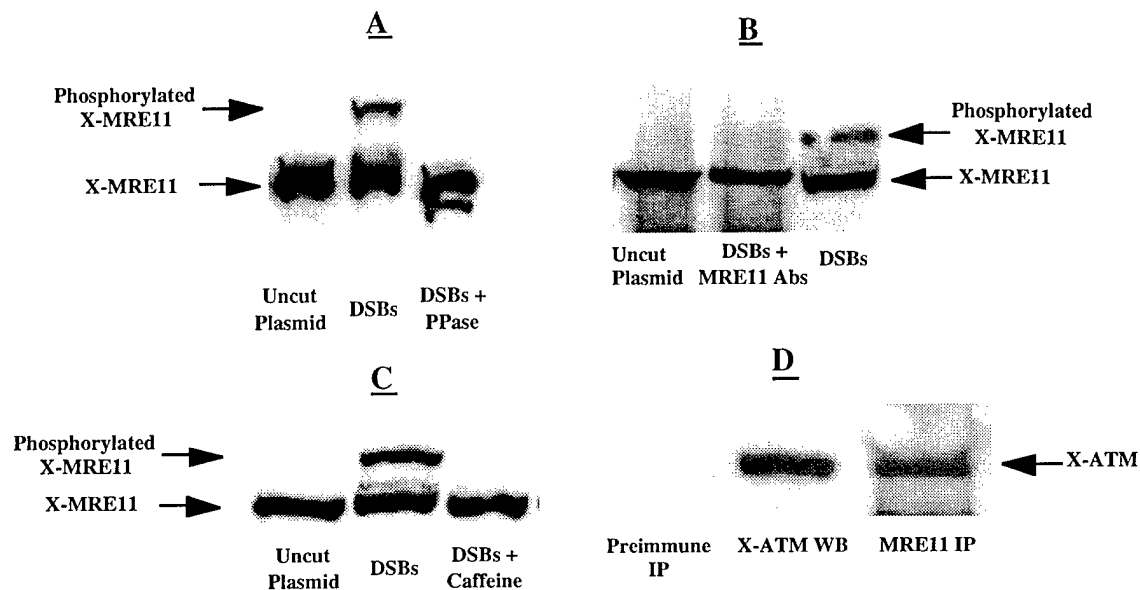 A
Phosphorylated
X-MRE11
X-MRE11
Uncut
Plasmid
DSBs
DSBs +
PPase
B
Phosphorylated
X-MRE11
X-MRE11
Uncut
Plasmid
DSBs +
MRE11 Abs
DSBs
C
Phosphorylated
X-MRE11
X-MRE11
Uncut
Plasmid
DSBs
DSBs +
Caffeine
D
X-ATM
Preimmune
IP
X-ATM WB
MRE11 IP